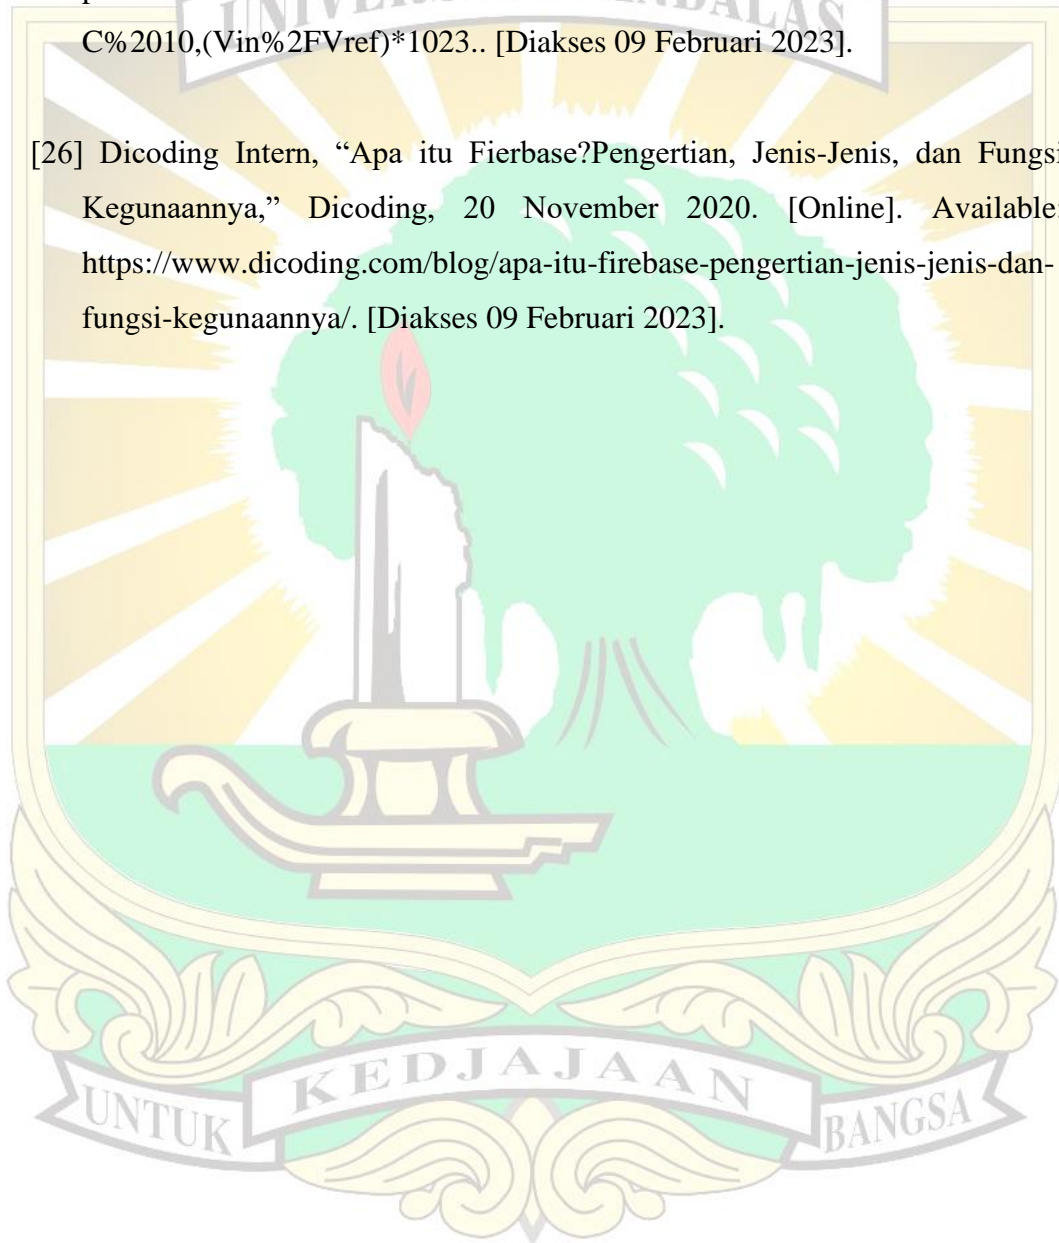 UNIVERSITAS ANDALAS
C%2010,(Vin%2FVref)*1023.. [Diakses 09 Februari 2023].
[26] Dicoding Intern, “Apa itu Fierbase?Pengertian, Jenis-Jenis, dan Fungsi
Kegunaannya,” Dicoding, 20 November 2020. [Online]. Available:
https://www.dicoding.com/blog/apa-itu-firebase-pengertian-jenis-jenis-dan-
fungsi-kegunaannya/. [Diakses 09 Februari 2023].
KEDJAJAAN
UNTUK
BANGSA